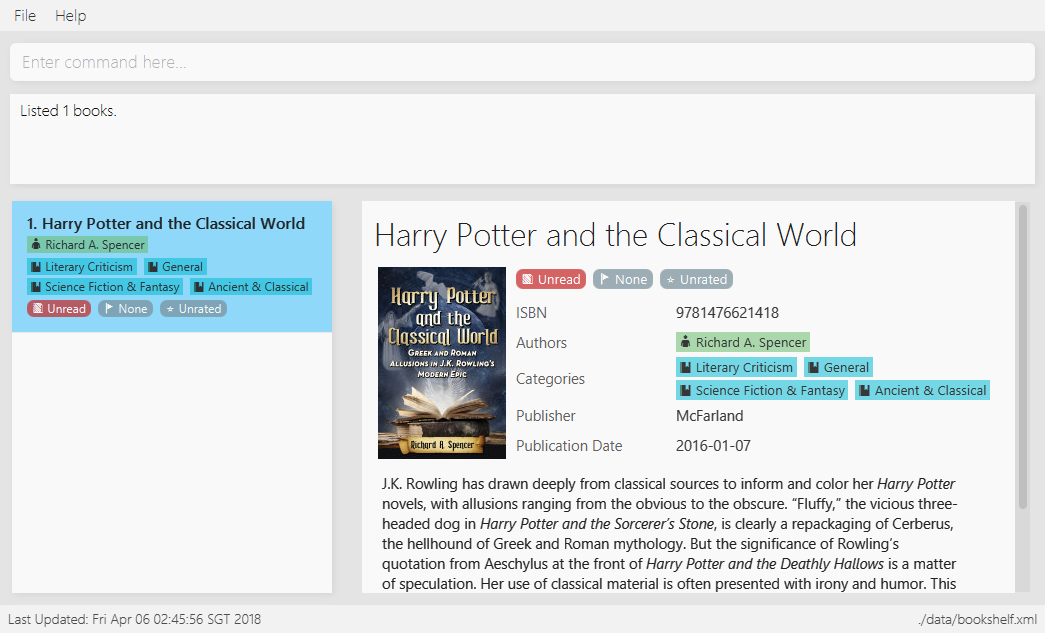 File Help
Enter command here...
Listed 1 books.
1. Harry Potter and the Classical World
Richard A. Spencer
Literary Criticism General
Science Fiction & Fantasy Ancient & Classical
Unread None Unrated
Harry Potter and the Classical World
Harry Potter
and the
Classical World
Greek and Roman
Allusions in J.K. Rowling's
Modern Epic
Richard A. Spencer
Unread None Unrated
ISBN 9781476621418
Authors Richard A. Spencer
Categories Literary Criticism General
Science Fiction & Fantasy Ancient & Classical
Publisher McFarland
Publication Date 2016-01-07
J.K. Rowling has drawn deeply from classical sources to inform and color her Harry Potter
novels, with allusions ranging from the obvious to the obscure. “Fluffy,” the vicious three-
headed dog in Harry Potter and the Sorcerer’s Stone, is clearly a repackaging of Cerberus,
the hellhound of Greek and Roman mythology. But the significance of Rowling’s
quotation from Aeschylus at the front of Harry Potter and the Deathly Hallows is a matter
of speculation. Her use of classical material is often presented with irony and humor. This
Last Updated: Fri Apr 06 02:45:56 SGT 2018 ./data/bookshelf.xml